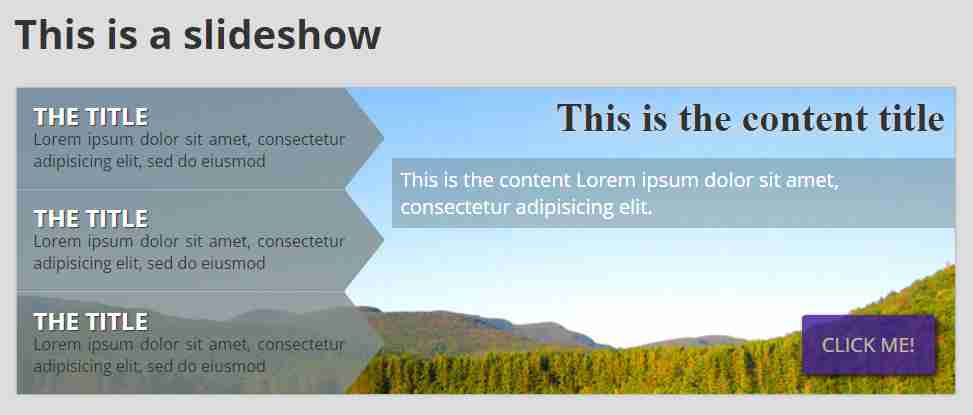 This is a slideshow
THE TITLE
Lorem ipsum dolor sit amet, consectetur
adipisicing elit, sed do eiusmod
THE TITLE
Lorem ipsum dolor sit amet, consectetur
adipisicing elit, sed do eiusmod
THE TITLE
Lorem ipsum dolor sit amet, consectetur
adipisicing elit, sed do eiusmod
This is the content title
This is the content Lorem ipsum dolor sit amet,
consectetur adipisicing elit.
CLICK ME!